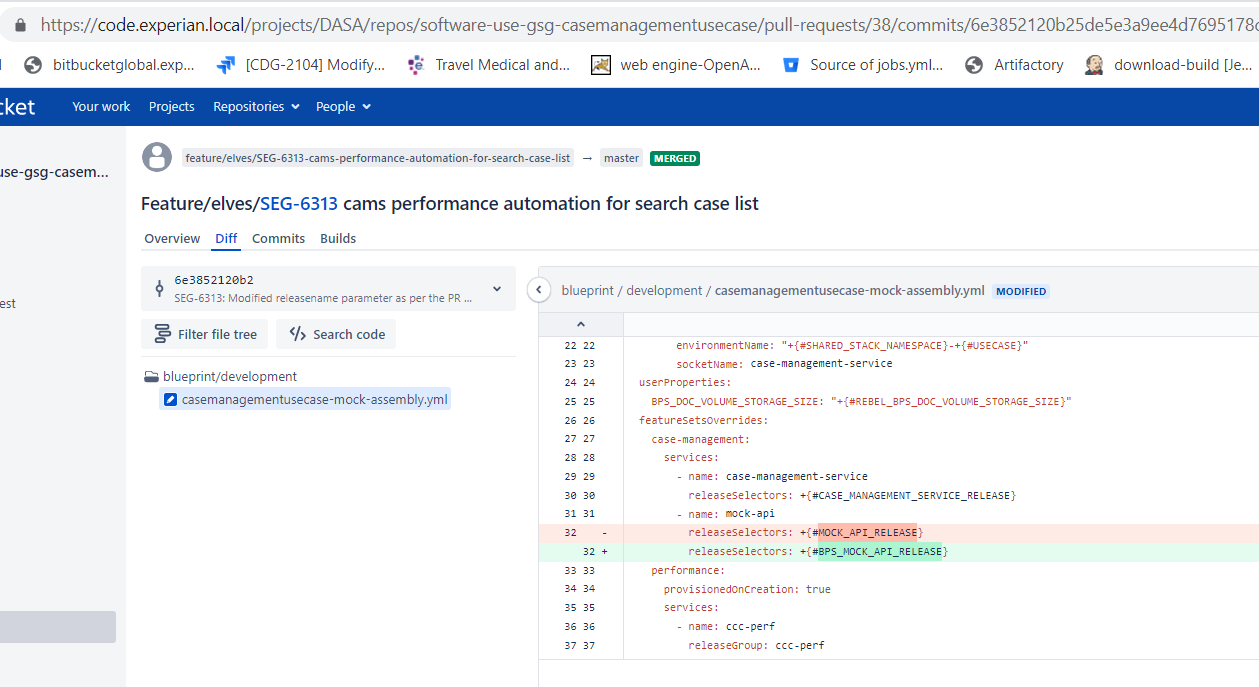 https://code.experian.local/projects/DASA/repos/software-use-gsg-casemanagementusecase/pull-requests/38/commits/6e3852120b25de5e3a9ee4d7695178c
bitbucketglobal.exp... [CDG-2104] Modify... Travel Medical and... web engine-OpenA... Source of jobs.yml... Artifactory download-build [Je...
cket Your work Projects Repositories People
feature/elves/SEG-6313-cams-performance-automation-for-search-case-list → master MERGED
use-gsg-casem...
Feature/elves/SEG-6313 cams performance automation for search case list
Overview Diff Commits Builds
6e3852120b2
SEG-6313: Modified releasename parameter as per the PR ...
blueprint / development / casemanagementusecase-mock-assembly.yml MODIFIED
est
Filter file tree Search code
blueprint/development
casemanagementusecase-mock-assembly.yml
22 22 environmentName: "+{#SHARED_STACK_NAMESPACE}-+{#USECASE}"
23 23 socketName: case-management-service
24 24 userProperties:
25 25 BPS_DOC_VOLUME_STORAGE_SIZE: "+{#REBEL_BPS_DOC_VOLUME_STORAGE_SIZE}"
26 26 featureSetsOverrides:
27 27 case-management:
28 28 services:
29 29 - name: case-management-service
30 30 releaseSelectors: +{#CASE_MANAGEMENT_SERVICE_RELEASE}
31 31 - name: mock-api
32 - releaseSelectors: +{#MOCK_API_RELEASE}
32 + releaseSelectors: +{#BPS_MOCK_API_RELEASE}
33 33 performance:
34 34 provisionedOnCreation: true
35 35 services:
36 36 - name: ccc-perf
37 37 releaseGroup: ccc-perf